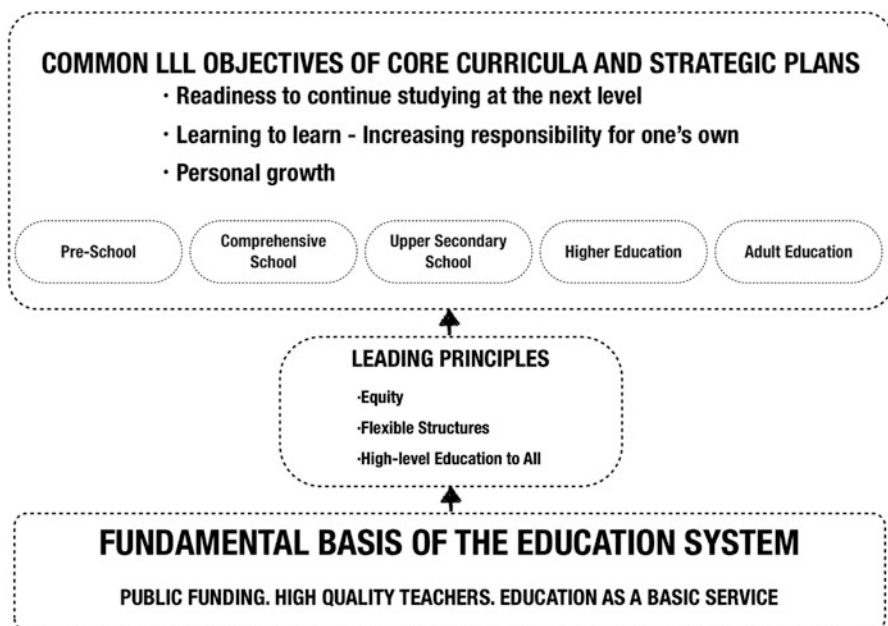 COMMON LLL OBJECTIVES OF CORE CURRICULA AND STRATEGIC PLANS
· Readiness to continue studying at the next level
· Learning to learn - Increasing responsibility for one's own
· Personal growth
Pre-School
Comprehensive
School
Upper Secondary
School
Higher Education
Adult Education
LEADING PRINCIPLES
·Equity
·Flexible Structures
·High-level Education to All
FUNDAMENTAL BASIS OF THE EDUCATION SYSTEM
PUBLIC FUNDING. HIGH QUALITY TEACHERS. EDUCATION AS A BASIC SERVICE